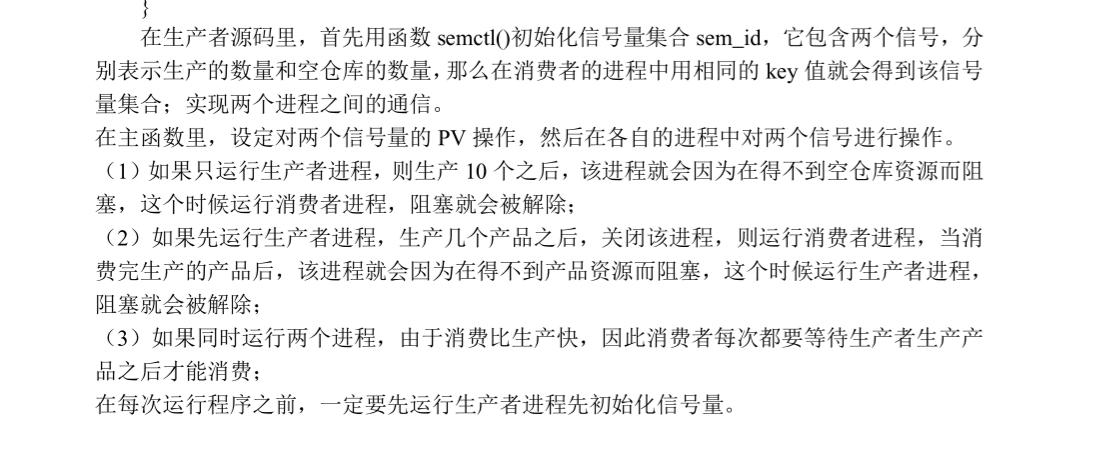 }
在生产者源码里，首先用函数 semctl()初始化信号量集合 sem_id，它包含两个信号，分
别表示生产的数量和空仓库的数量，那么在消费者的进程中用相同的 key 值就会得到该信号
量集合；实现两个进程之间的通信。
在主函数里，设定对两个信号量的 PV 操作，然后在各自的进程中对两个信号进行操作。
（1）如果只运行生产者进程，则生产 10 个之后，该进程就会因为在得不到空仓库资源而阻
塞，这个时候运行消费者进程，阻塞就会被解除；
（2）如果先运行生产者进程，生产几个产品之后，关闭该进程，则运行消费者进程，当消
费完生产的产品后，该进程就会因为在得不到产品资源而阻塞，这个时候运行生产者进程，
阻塞就会被解除；
（3）如果同时运行两个进程，由于消费比生产快，因此消费者每次都要等待生产者生产产
品之后才能消费；
在每次运行程序之前，一定要先运行生产者进程先初始化信号量。